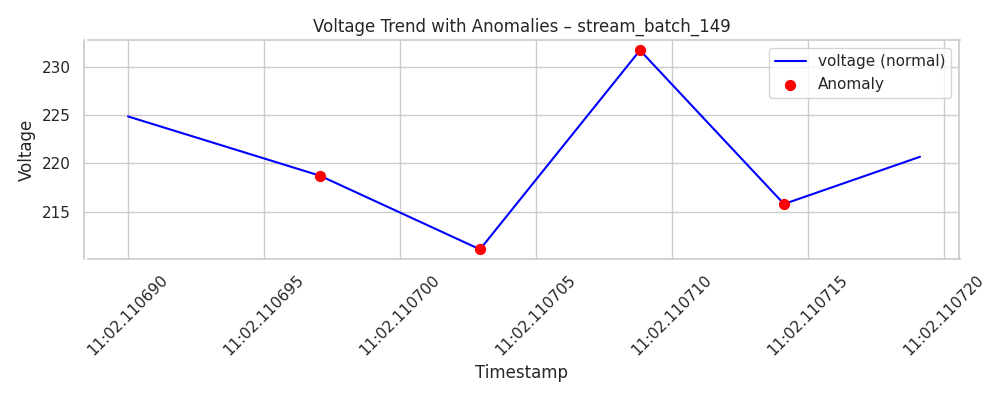 Voltage Trend with Anomalies – stream_batch_149
voltage (normal)
Anomaly
Voltage
230
225
220
215
11:02.110690
11:02.110695
11:02.110700
11:02.110705
11:02.110710
11:02.110715
11:02.110720
Timestamp